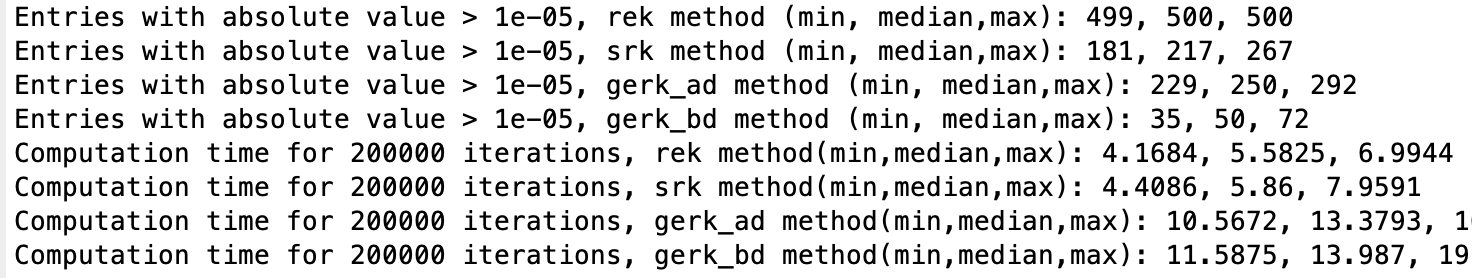 Entries with absolute value > 1e-05, rek method (min, median,max): 499, 500, 500
Entries with absolute value > 1e-05, srk method (min, median,max): 181, 217, 267
Entries with absolute value > 1e-05, gerk_ad method (min, median,max): 229, 250, 292
Entries with absolute value > 1e-05, gerk_bd method (min, median,max): 35, 50, 72
Computation time for 200000 iterations, rek method(min,median,max): 4.1684, 5.5825, 6.9944
Computation time for 200000 iterations, srk method(min,median,max): 4.4086, 5.86, 7.9591
Computation time for 200000 iterations, gerk_ad method(min,median,max): 10.5672, 13.3793, 1
Computation time for 200000 iterations, gerk_bd method(min,median,max): 11.5875, 13.987, 19